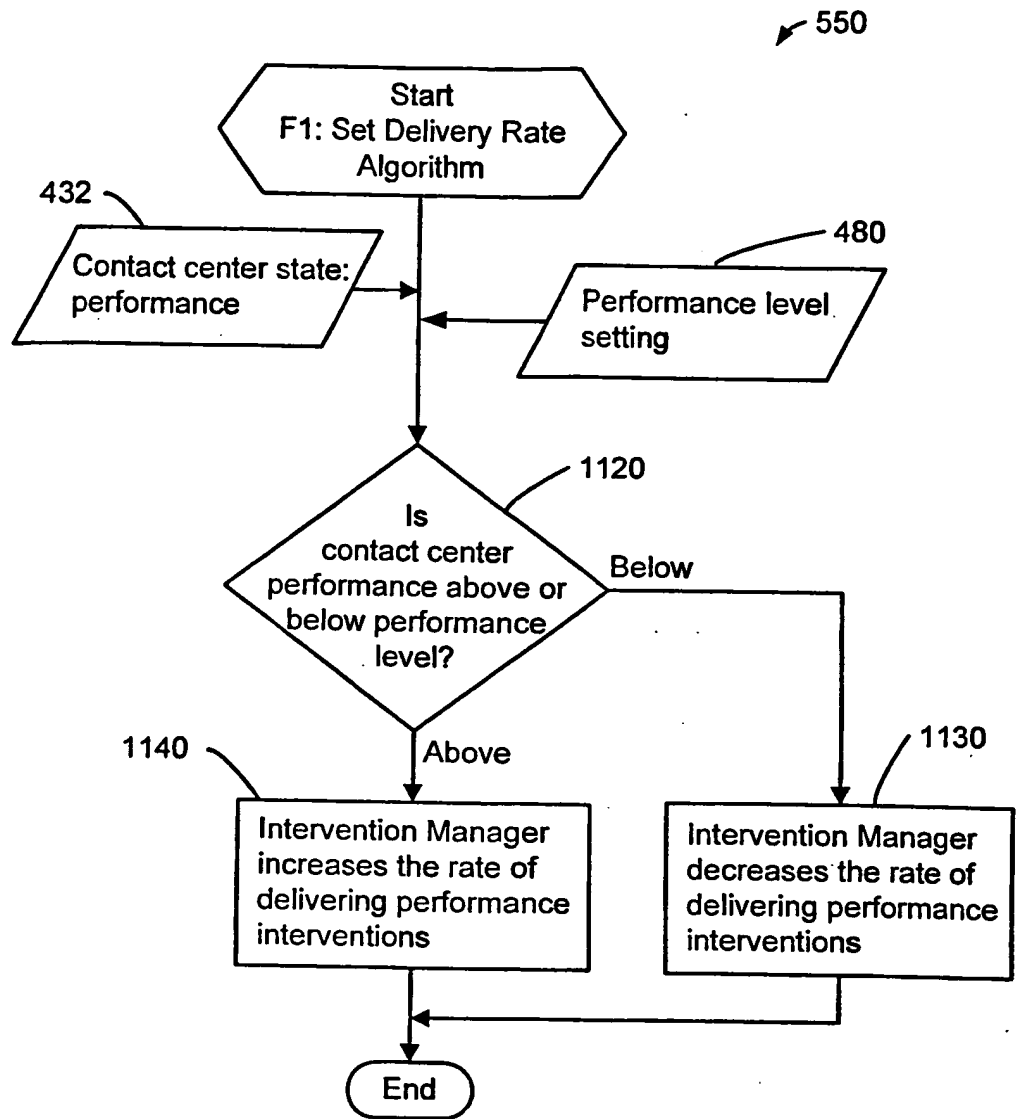 550
Start
F1: Set Delivery Rate
Algorithm
432
Contact center state:
performance
480
Performance level
setting
1120
Is
contact center
performance above or
below performance
level?
Below
1140
Above
1130
Intervention Manager
increases the rate of
delivering performance
interventions
Intervention Manager
decreases the rate of
delivering performance
interventions
End